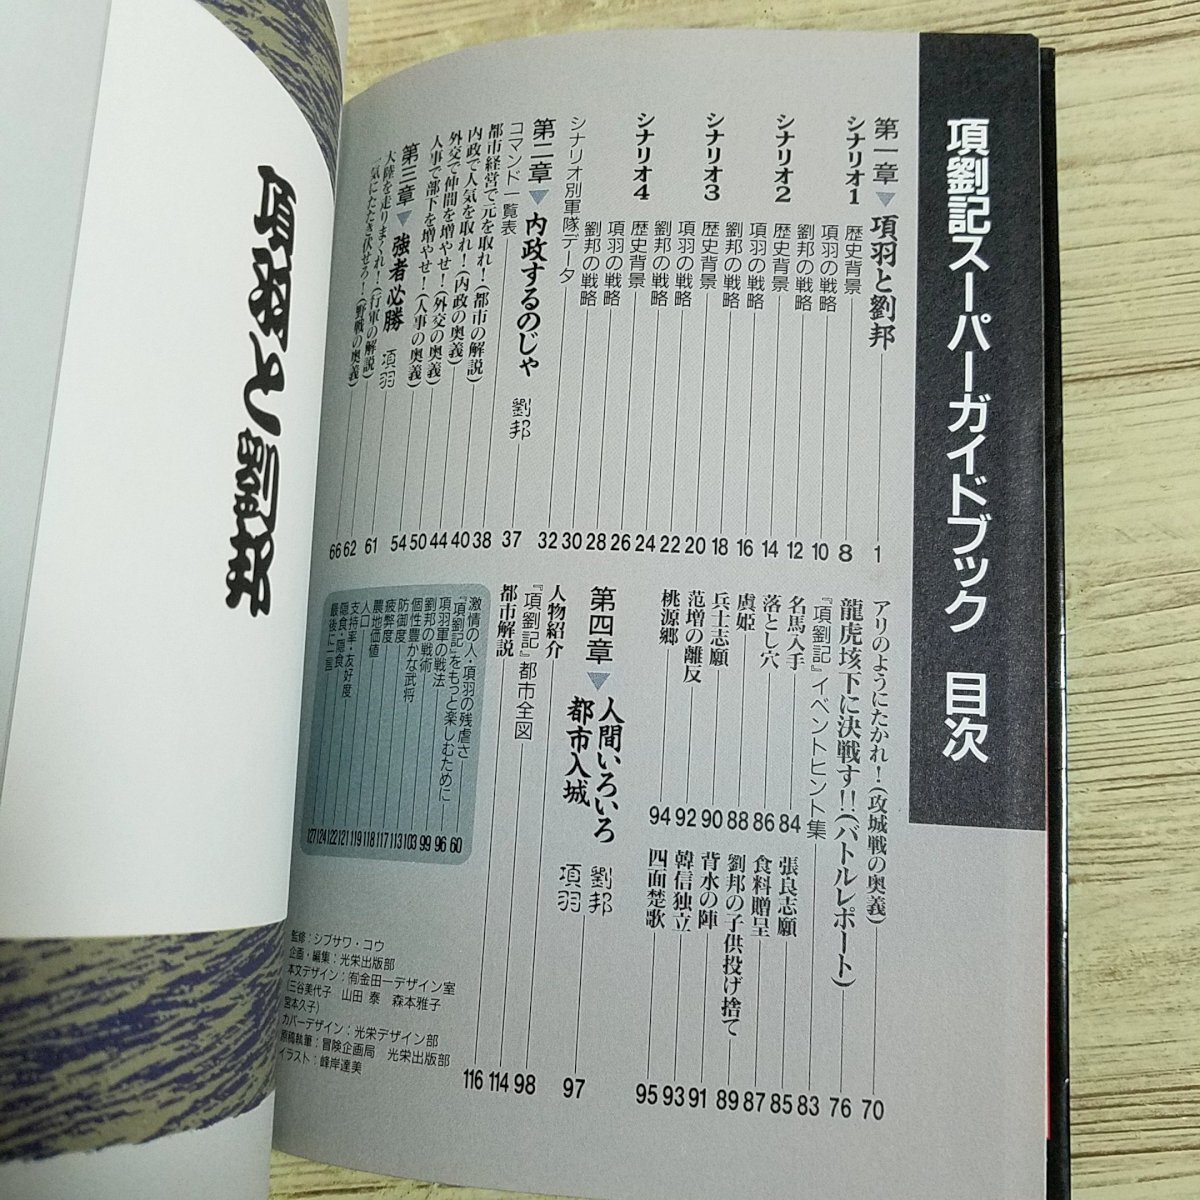 項羽と劉邦
項劉記スーパーガイドブック 目次
第一章▼項羽と劉邦 1
シナリオ1 歴史背景 8
項羽の戦略 10
劉邦の戦略 12
シナリオ2 歴史背景 14
項羽の戦略 16
劉邦の戦略 18
シナリオ3 歴史背景 20
項羽の戦略 22
劉邦の戦略 24
シナリオ4 歴史背景 26
項羽の戦略 28
劉邦の戦略 30
シナリオ別軍隊データ 32
第二章▼内政するのじゃ 劉邦 37
コマンド一覧表 38
都市経営で元を取れ!(都市の解説) 40
内政で人気を取れ!(内政の奥義) 44
外交で仲間を増やせ!(外交の奥義) 50
人事で部下を増やせ!(人事の奥義) 54
第三章▼強者必勝 項羽 61
大陸を走りまくれ!(行軍の解説) 62
一気にたたき伏せろ!(野戦の奥義) 66
アリのようにたかれ!(攻城戦の奥義) 70
龍虎垓下に決戦す!!(バトルレポート) 76
『項劉記』イベントヒント集 83
名馬入手 84
張良志願 85
落とし穴 86
食料贈呈 87
虞姫 88
劉邦の子供投げ捨て 89
兵士志願 90
背水の陣 91
范増の離反 92
韓信独立 93
桃源郷 94
四面楚歌 95
第四章▼人間いろいろ 劉邦
都市入城 項羽 97
人物紹介 98
『項劉記』都市全図 114
都市解説 116
激情の人・項羽の残虐さ 60
『項劉記』をもっと楽しむために 96
項羽軍の戦法 99
劉邦の戦術 103
個性豊かな武将 113
防御度 117
疲弊度 118
農地価値 119
人口 121
支持率・友好度 122
124
最後に一 127
監修:シブサワ・コウ
企画・編集:光栄出版部
本文デザイン:㈲金田一デザイン室
(三谷美代子 山田 泰 森本雅子
宮本久子)
カバーデザイン:光栄デザイン部
原稿執筆:冒険企画局 光栄出版部
イラスト:峰岸達美